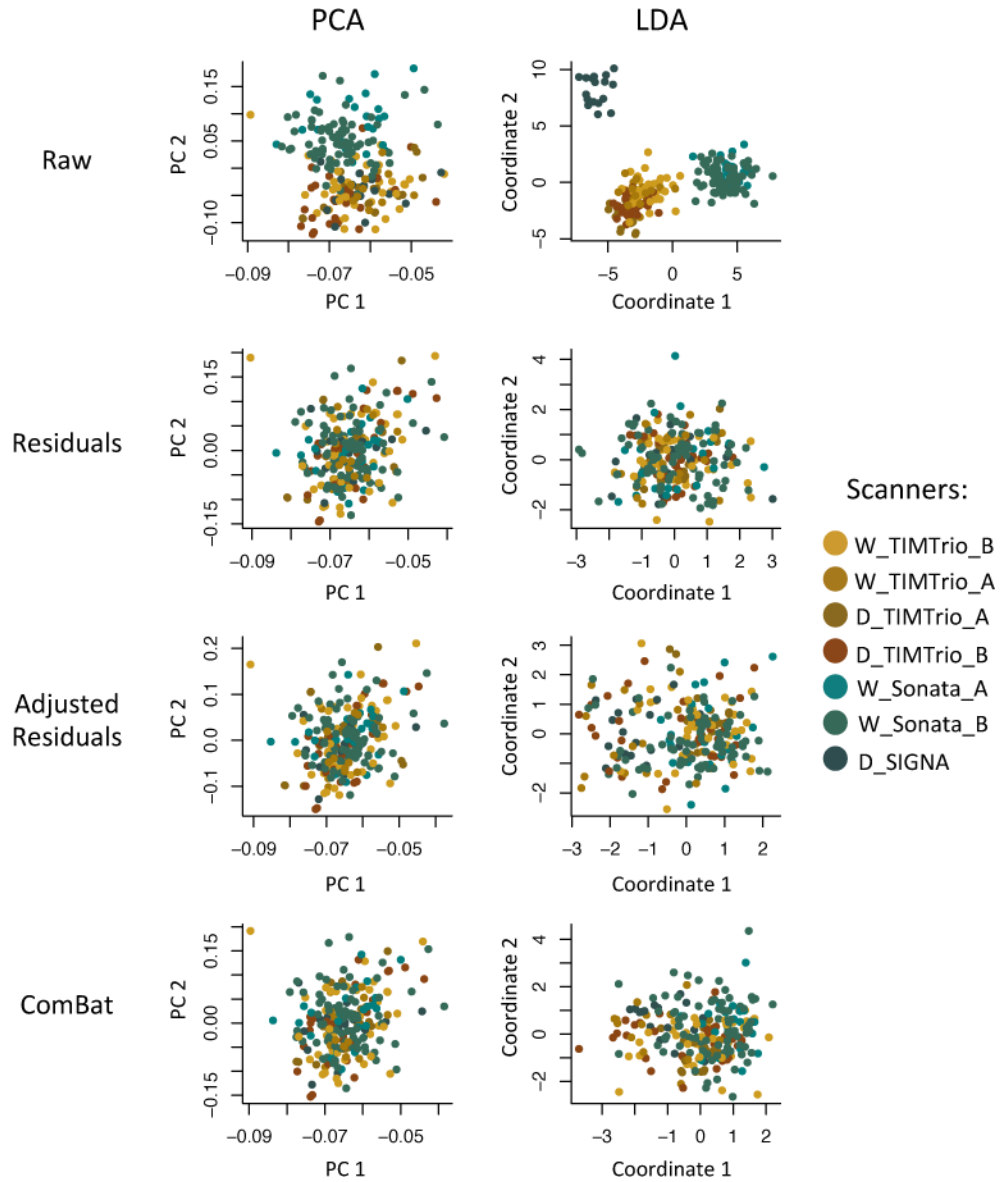 PCA LDA
Raw
PC 2
0.15
0.05
−0.10
−0.09 −0.07 −0.05
PC 1
Coordinate 2
10
5
0
−5
−5 0 5
Coordinate 1
Residuals
PC 2
0.15
0.00
−0.15
−0.09 −0.07 −0.05
PC 1
Coordinate 2
4
2
0
−2
−3 −1 0 1 2 3
Coordinate 1
Adjusted
Residuals
PC 2
0.2
0.1
0.0
−0.1
−0.09 −0.07 −0.05
PC 1
Coordinate 2
3
2
1
0
−2
−3 −2 −1 0 1 2
Coordinate 1
ComBat
PC 2
0.15
0.00
−0.15
−0.09 −0.07 −0.05
PC 1
Coordinate 2
4
2
0
−2
−3 −1 0 1 2
Coordinate 1
Scanners:
W_TIMTrio_B
W_TIMTrio_A
D_TIMTrio_A
D_TIMTrio_B
W_Sonata_A
W_Sonata_B
D_SIGNA